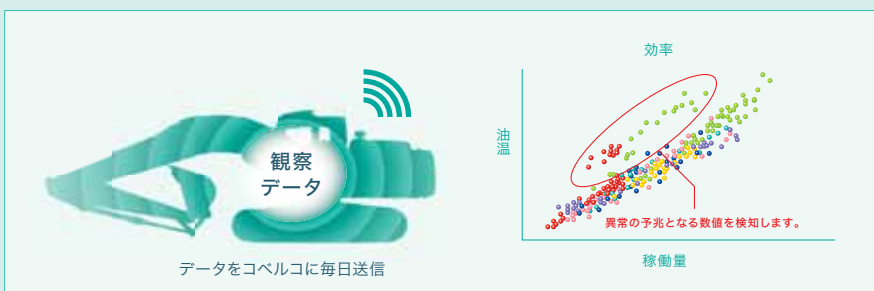 観察
データ
データをコベルコに毎日送信
効率
油温
異常の予兆となる数値を検知します。
稼働量